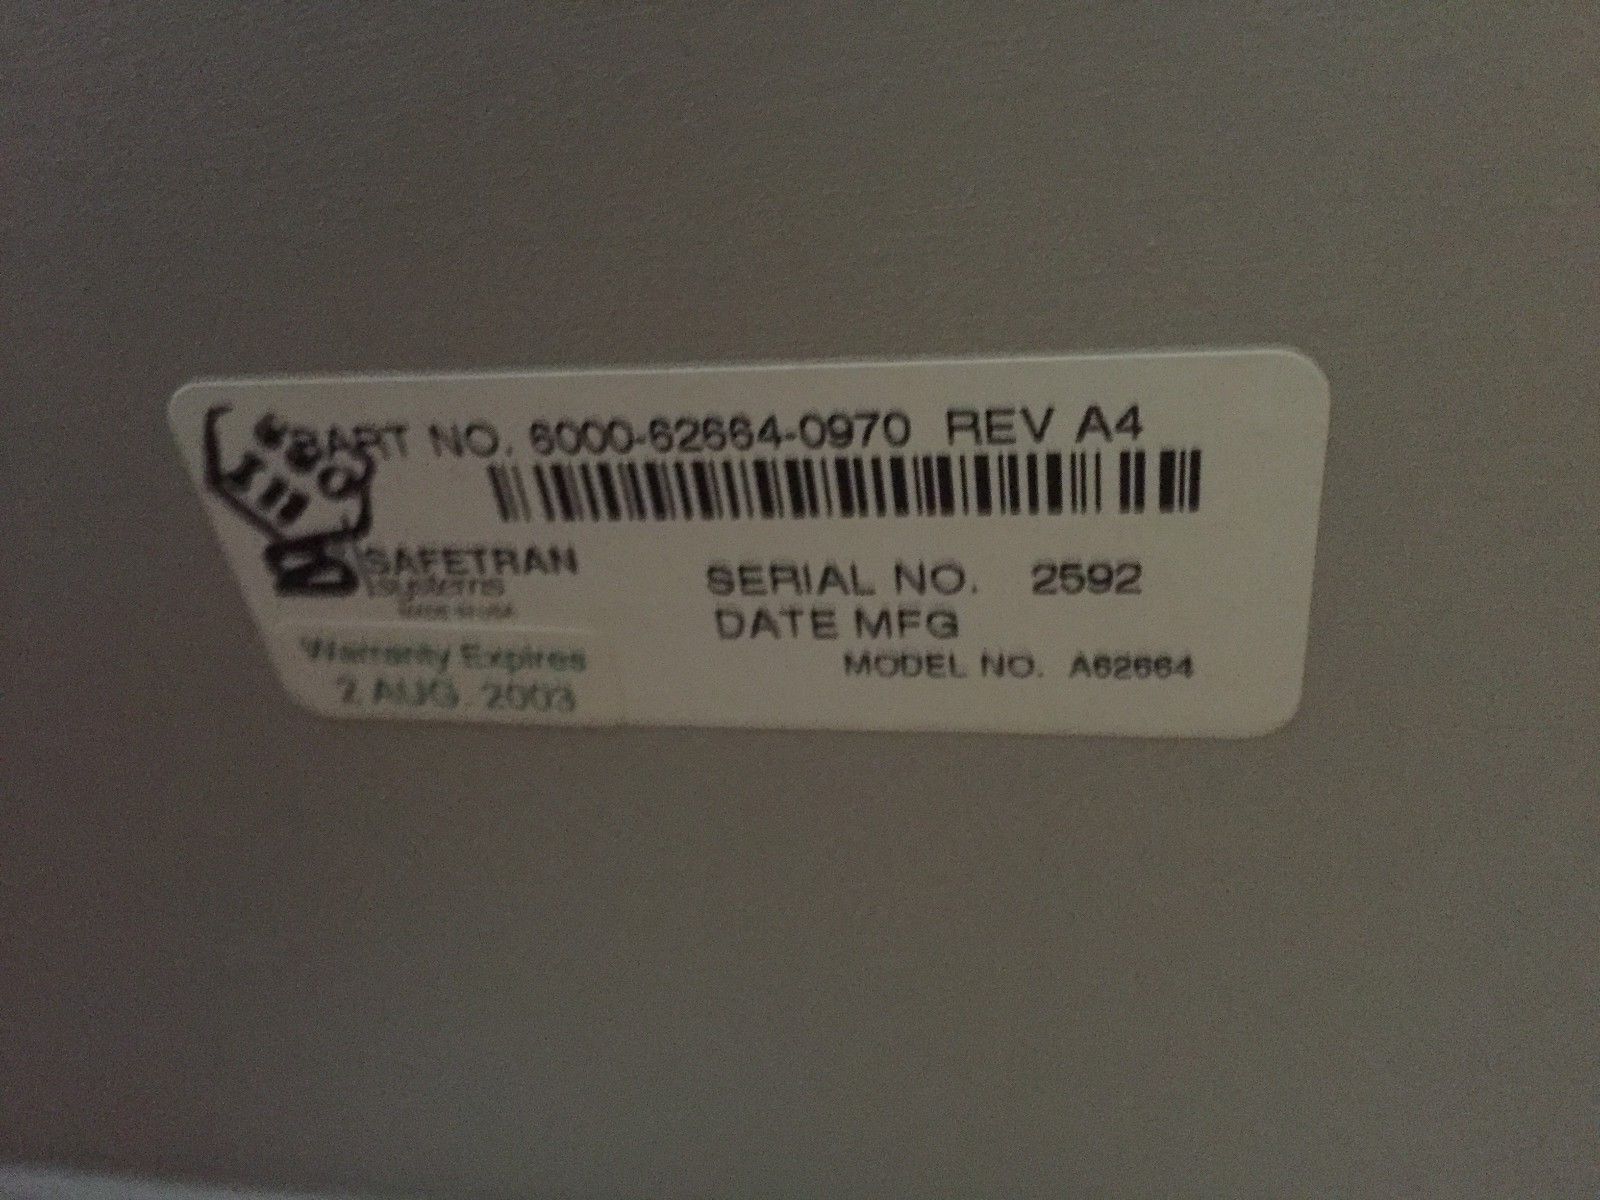 PART NO. 6000-62664-0970 REV A4
SAFETRAN
systems
SERIAL NO. 2592
DATE MFG
MODEL NO. A62664
Warranty Expires
2 AUG. 2003